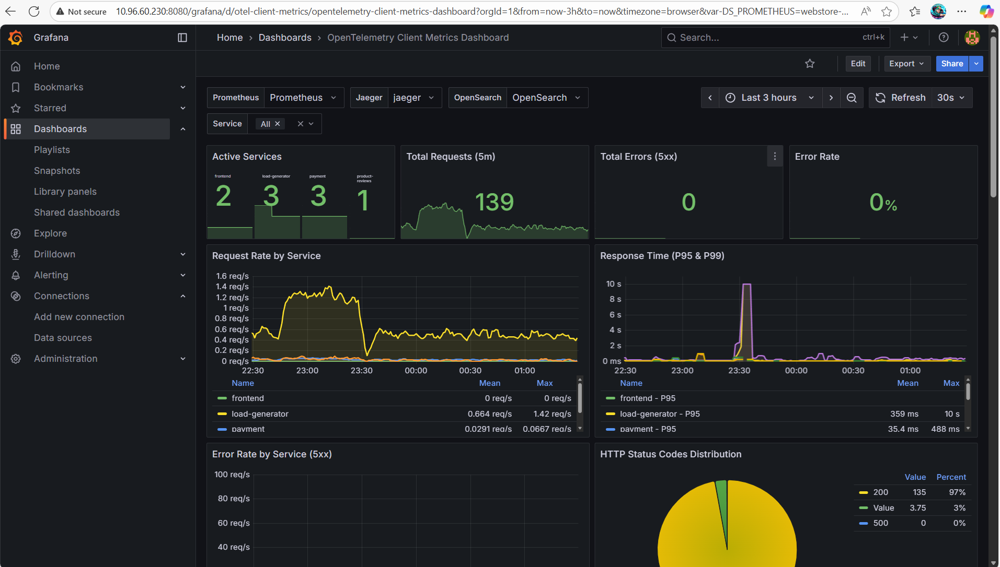 Not secure
10.96.60.230:8080/grafana/d/otel-client-metrics/opentelemetry-client-metrics-dashboard?orgId=1&from=now-3h&to=now&timezone=browser&var-DS_PROMETHEUS=webstore-...
Grafana
Home › Dashboards › OpenTelemetry Client Metrics Dashboard
Search... ctrl+k
Edit Export Share
Home
Bookmarks
Starred
Dashboards
Playlists
Snapshots
Library panels
Shared dashboards
Explore
Drilldown
Alerting
Connections
Add new connection
Data sources
Administration
Prometheus Prometheus Jaeger jaeger OpenSearch OpenSearch
Last 3 hours Refresh 30s
Service All
Active Services
frontend
2
load-generator
3
payment
3
product-
reviews
1
Total Requests (5m)
139
Total Errors (5xx)
0
Error Rate
0%
Request Rate by Service
1.6 req/s
1.4 req/s
1.2 req/s
1 req/s
0.8 req/s
0.6 req/s
0.4 req/s
0.2 req/s
0 req/s
22:30 23:00 23:30 00:00 00:30 01:00
Name Mean Max
frontend 0 req/s 0 req/s
load-generator 0.664 req/s 1.42 req/s
payment 0.0291 req/s 0.0667 req/s
Response Time (P95 & P99)
10 s
8 s
6 s
4 s
2 s
0 ms
22:30 23:00 23:30 00:00 00:30 01:00
Name Mean Max
frontend - P95
load-generator - P95 359 ms 10 s
payment - P95 35.4 ms 488 ms
Error Rate by Service (5xx)
100 req/s
80 req/s
60 req/s
40 req/s
HTTP Status Codes Distribution
Value Percent
200 135 97%
Value 3.75 3%
500 0 0%